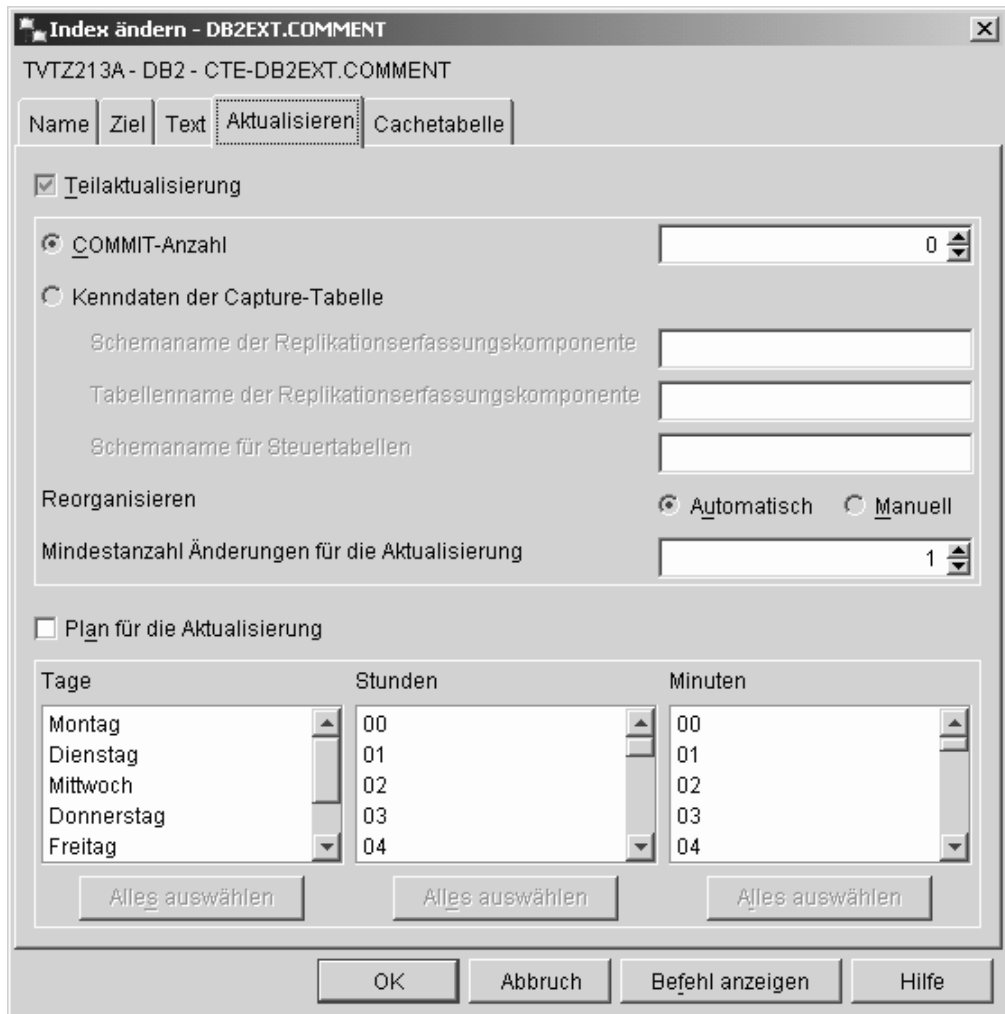 Index ändern - DB2EXT.COMMENT
TVTZ213A - DB2 - CTE-DB2EXT.COMMENT
Name Ziel Text Aktualisieren Cachetabelle
Teilaktualisierung
COMMIT-Anzahl 0
Kenndaten der Capture-Tabelle
Schemaname der Replikationserfassungskomponente
Tabellenname der Replikationserfassungskomponente
Schemaname für Steuertabellen
Reorganisieren Automatisch Manuell
Mindestanzahl Änderungen für die Aktualisierung 1
Plan für die Aktualisierung
Tage Stunden Minuten
Montag 00 00
Dienstag 01 01
Mittwoch 02 02
Donnerstag 03 03
Freitag 04 04
Alles auswählen Alles auswählen Alles auswählen
OK Abbruch Befehl anzeigen Hilfe